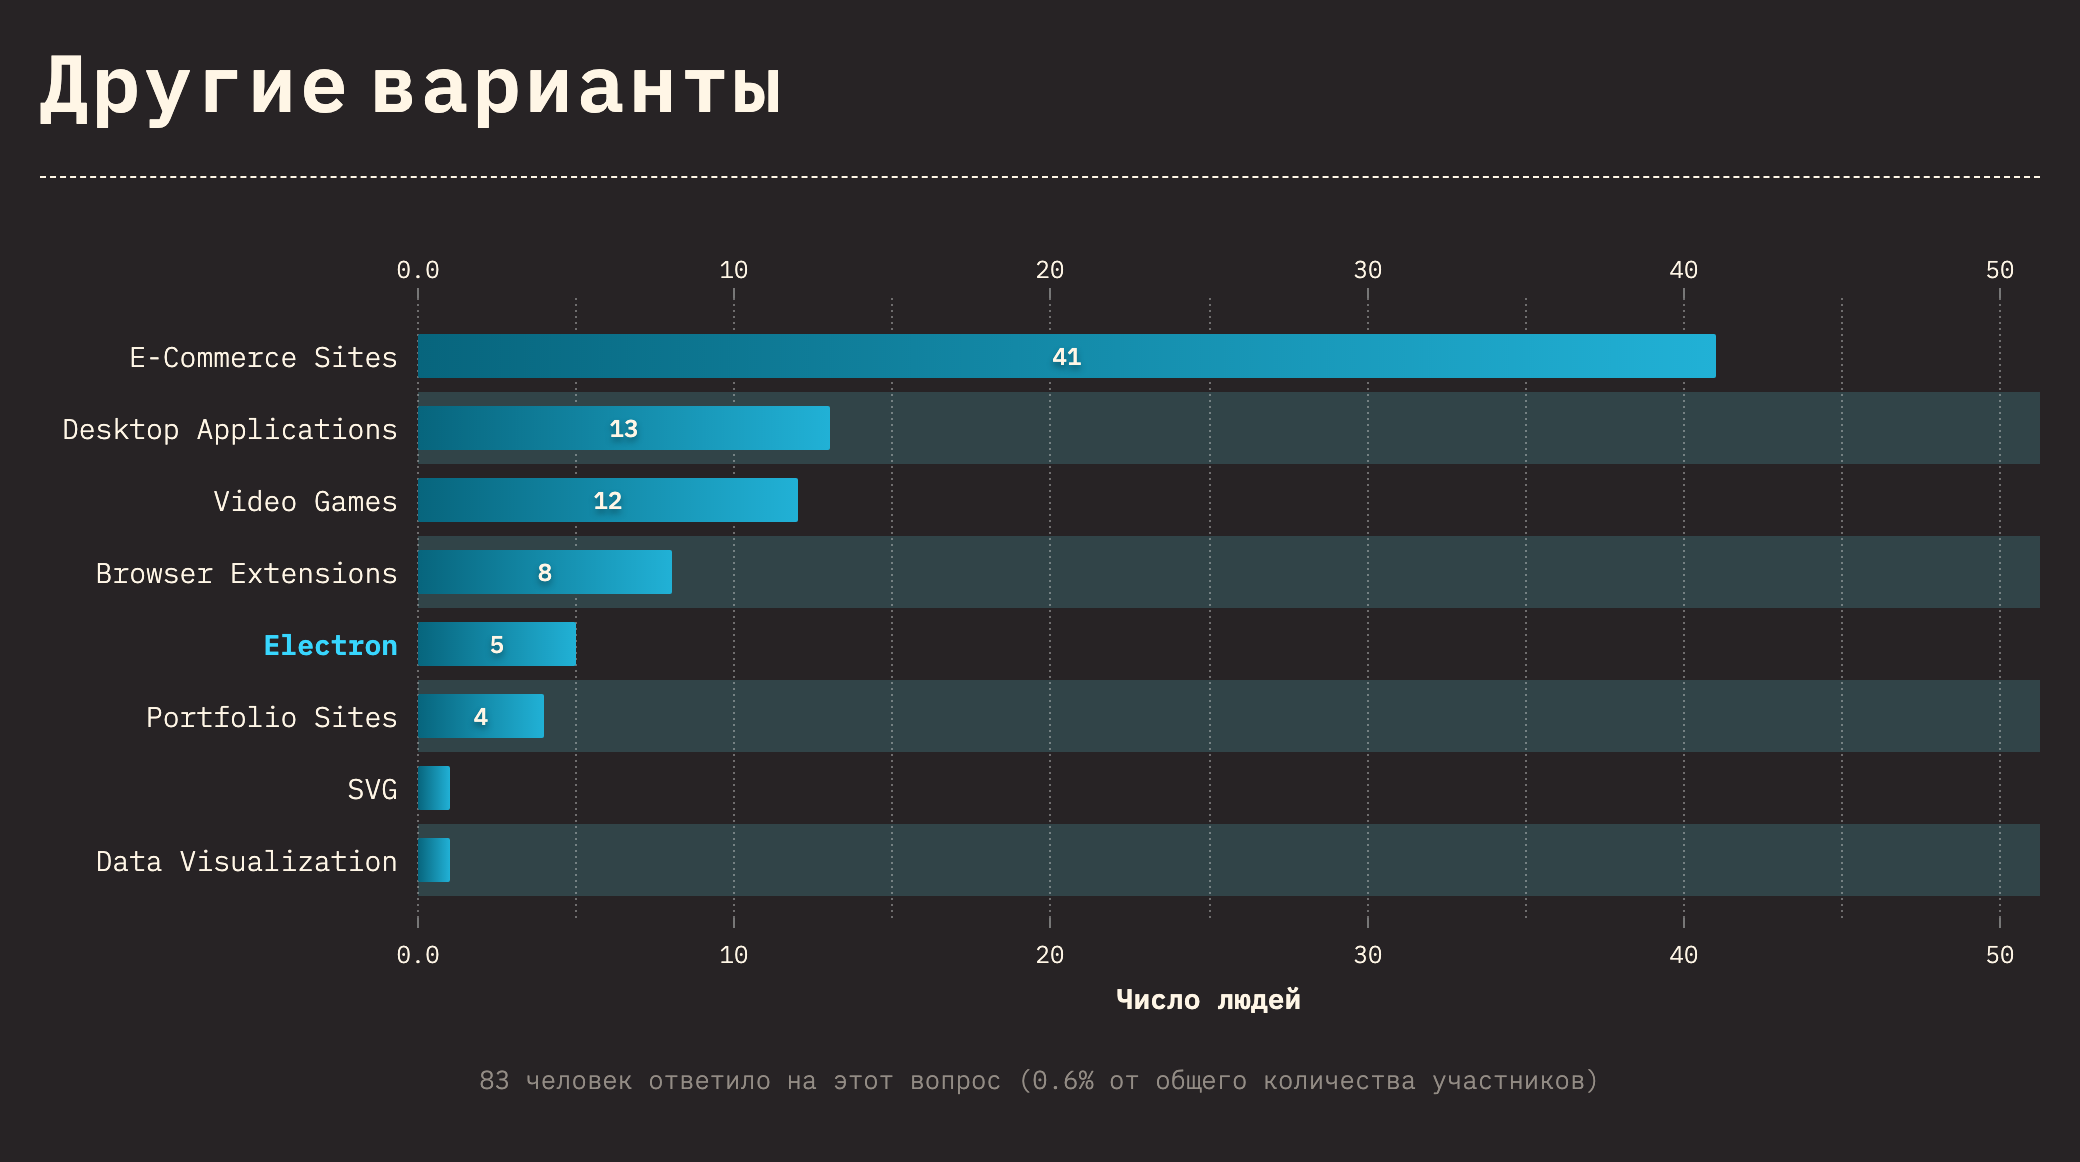 Другие варианты
0.0 10 20 30 40 50
E-Commerce Sites 41
Desktop Applications 13
Video Games 12
Browser Extensions 8
Electron 5
Portfolio Sites 4
SVG
Data Visualization
0.0 10 20 30 40 50
Число людей
83 человек ответило на этот вопрос (0.6% от общего количества участников)